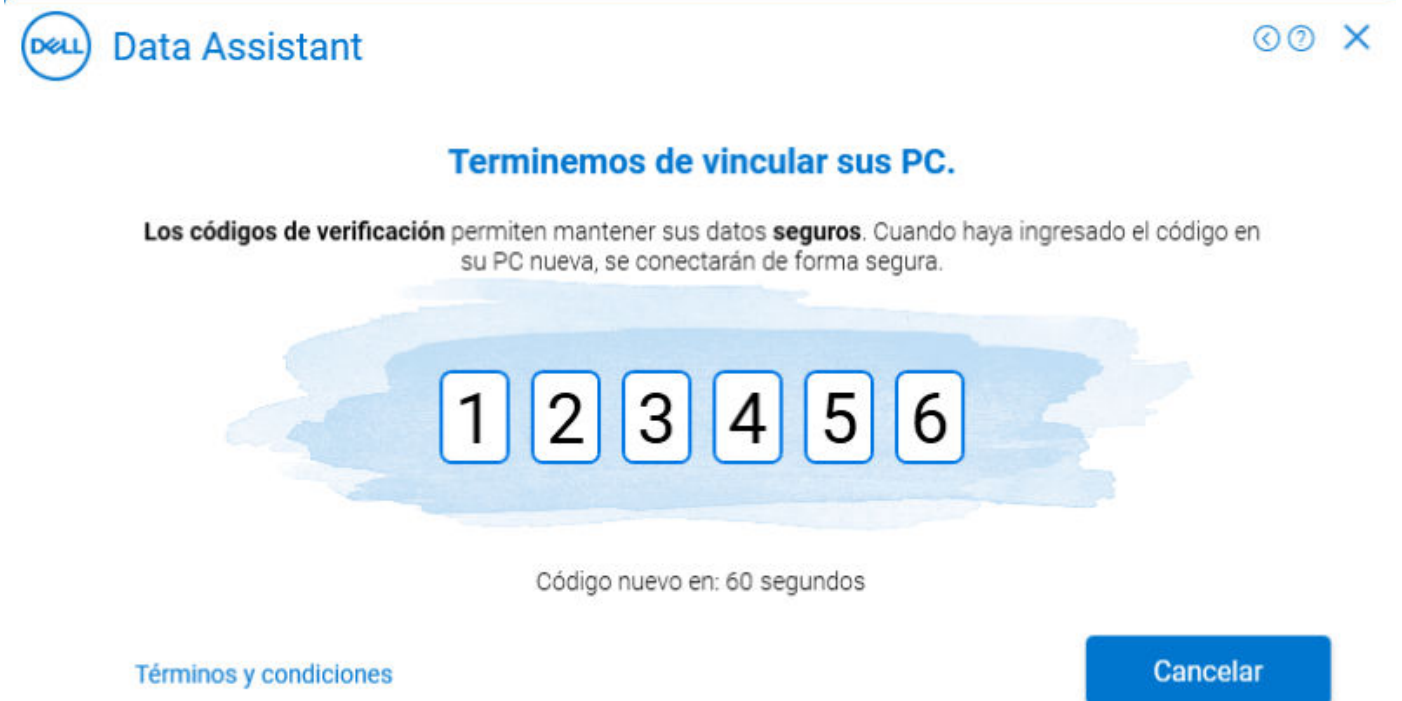 DELL Data Assistant
Terminemos de vincular sus PC.
Los códigos de verificación permiten mantener sus datos seguros. Cuando haya ingresado el código en
su PC nueva, se conectarán de forma segura.
1 2 3 4 5 6
Código nuevo en: 60 segundos
Términos y condiciones
Cancelar